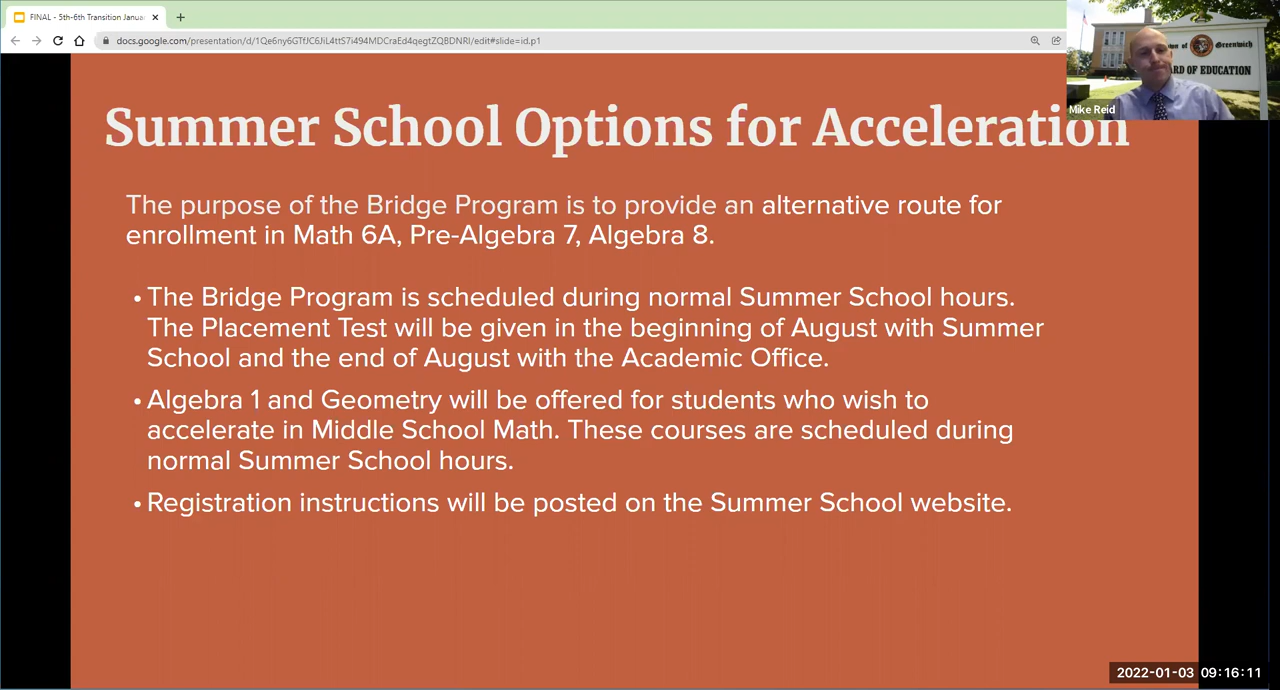 FINAL - 5th-6th Transition Janua
docs.google.com/presentation/d/1Qe6ny6GTfJC6JiL4ttS7i494MDCraEd4qegtZQBDNRI/edit#slide=id.p1
of Greenwich
ARD OF EDUCATION
Mike Reid
Summer School Options for Acceleration
The purpose of the Bridge Program is to provide an alternative route for
enrollment in Math 6A, Pre-Algebra 7, Algebra 8.
• The Bridge Program is scheduled during normal Summer School hours.
The Placement Test will be given in the beginning of August with Summer
School and the end of August with the Academic Office.
• Algebra 1 and Geometry will be offered for students who wish to
accelerate in Middle School Math. These courses are scheduled during
normal Summer School hours.
• Registration instructions will be posted on the Summer School website.
2022-01-03 09:16:11